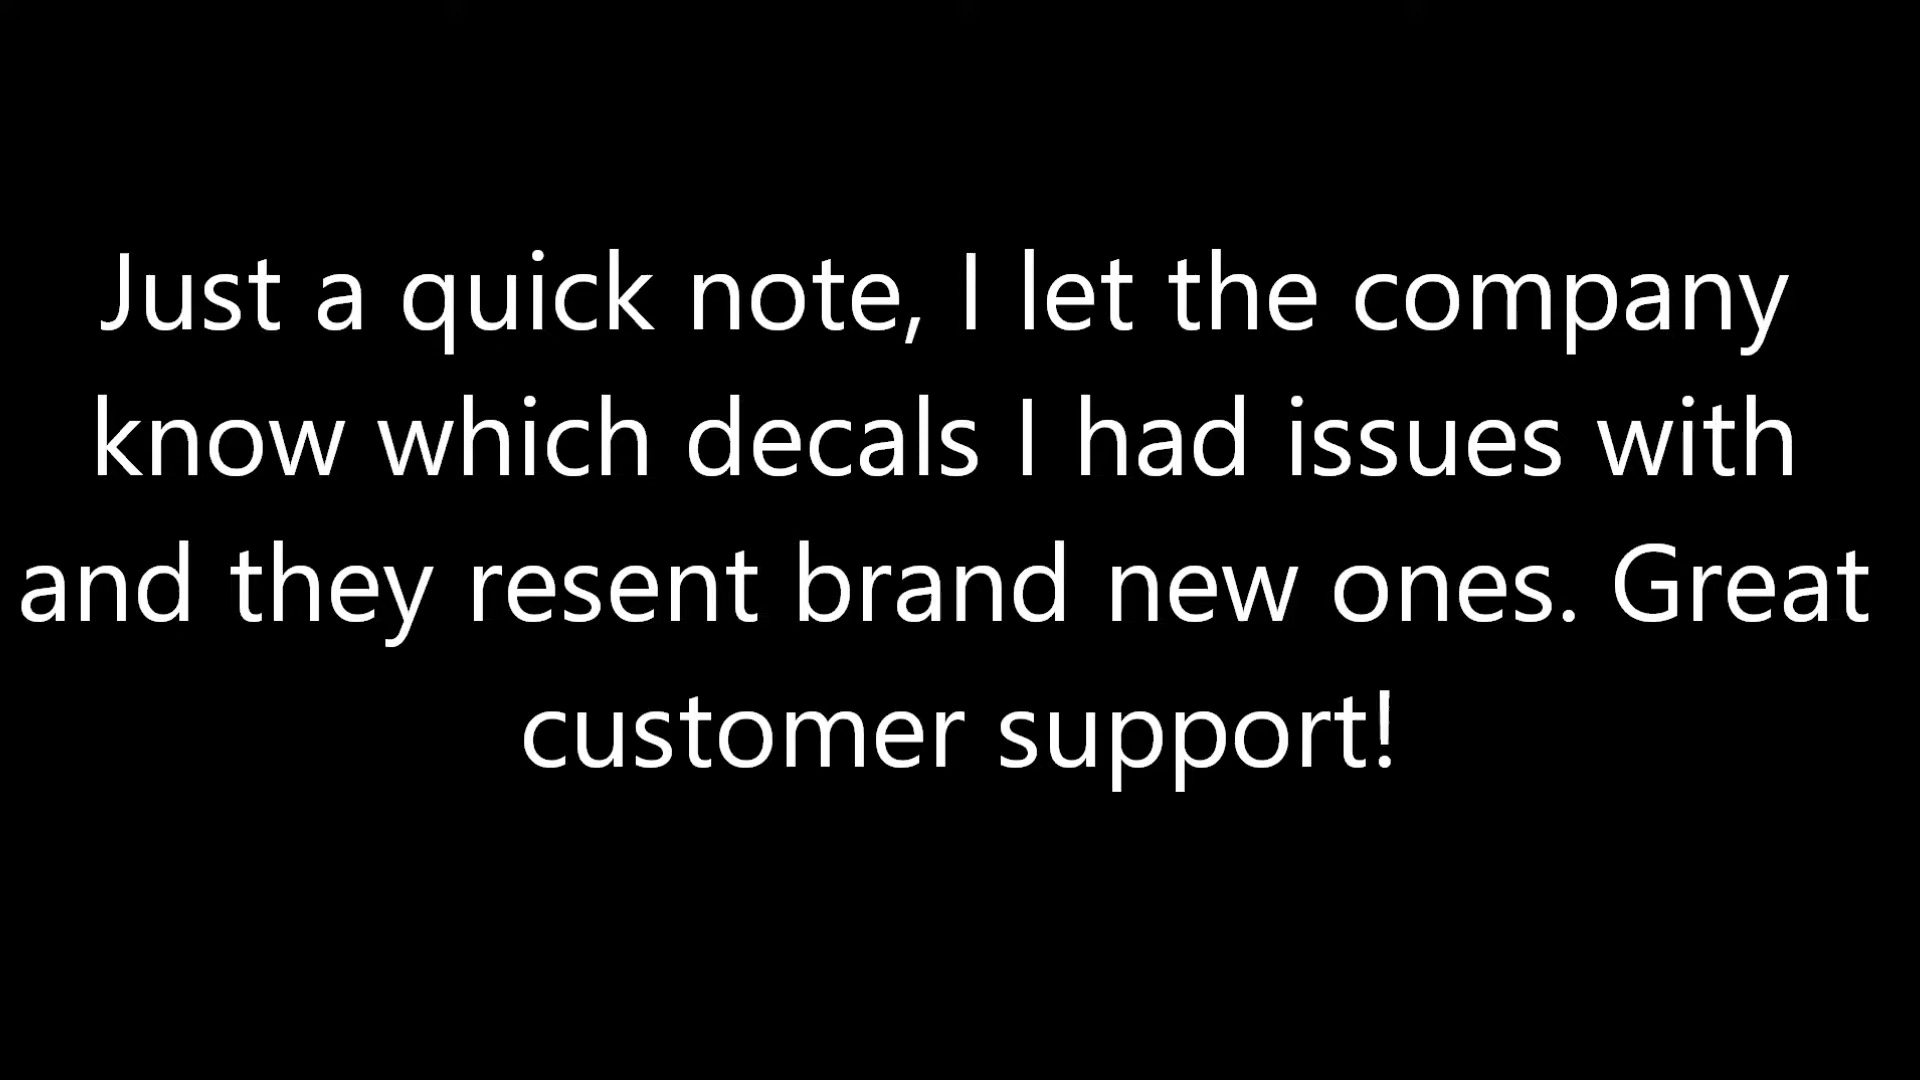 Just a quick note, I let the company
know which decals I had issues with
and they resent brand new ones. Great
customer support!